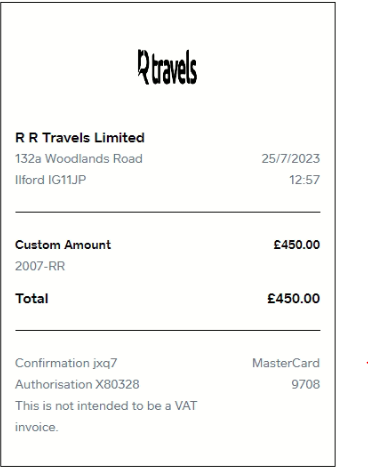 R travels
R R Travels Limited
132a Woodlands Road 25/7/2023
Ilford IG11JP 12:57
Custom Amount £450.00
2007-RR
Total £450.00
Confirmation jxq7 MasterCard
Authorisation X80328 9708
This is not intended to be a VAT
invoice.